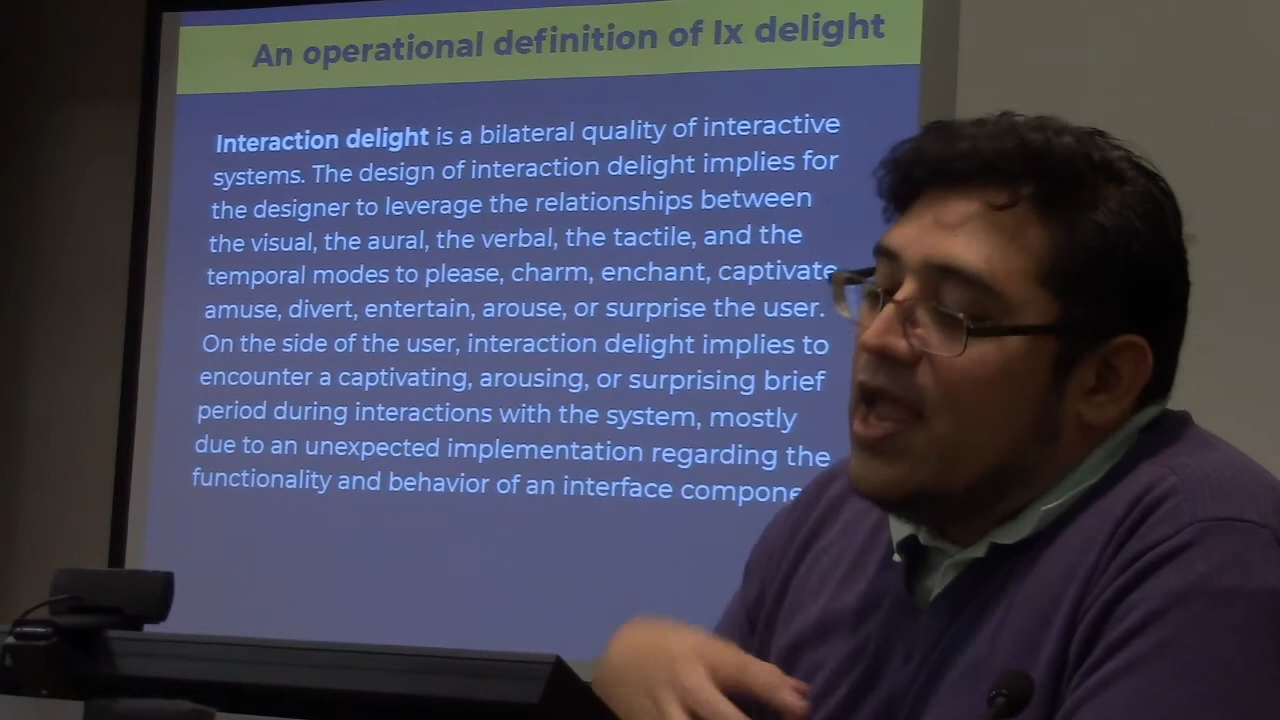 An operational definition of Ix delight
Interaction delight is a bilateral quality of interactive
systems. The design of interaction delight implies for
the designer to leverage the relationships between
the visual, the aural, the verbal, the tactile, and the
temporal modes to please, charm, enchant, captivate
amuse, divert, entertain, arouse, or surprise the user.
On the side of the user, interaction delight implies to
encounter a captivating, arousing, or surprising brief
period during interactions with the system, mostly
due to an unexpected implementation regarding the
functionality and behavior of an interface